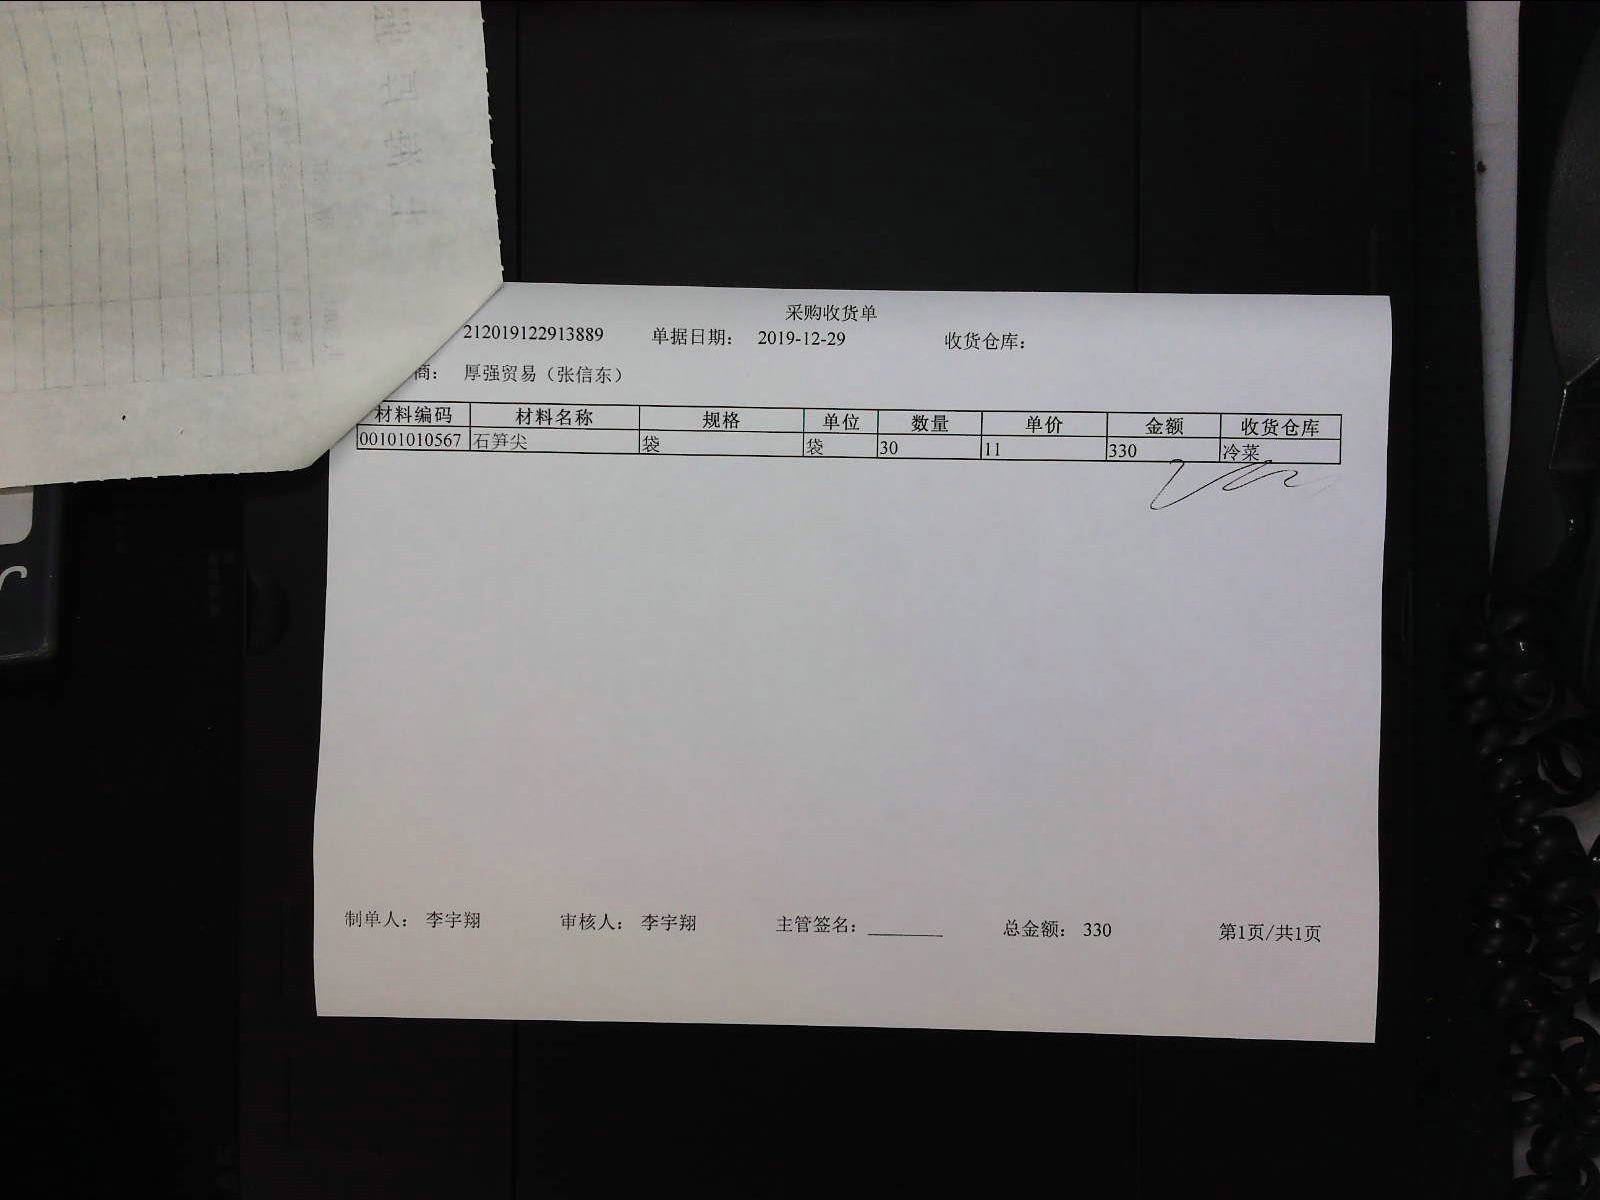 采购收货单
212019122913889 单据日期： 2019-12-29 收货仓库：
商： 厚强贸易（张信东）
材料编码 材料名称 规格 单位 数量 单价 金额 收货仓库
00101010567 石笋尖 袋 袋 30 11 330 冷菜
制单人： 李宇翔 审核人： 李宇翔 主管签名： 总金额： 330 第1页/共1页